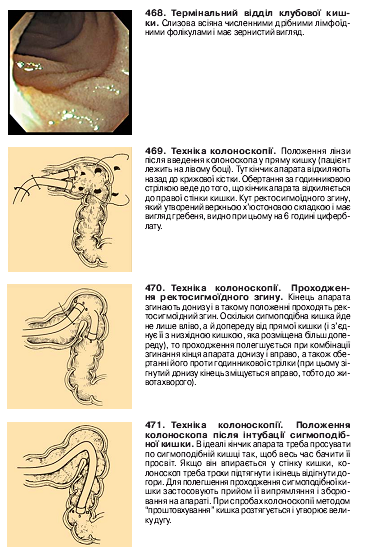 468. Термінальний відділ клубової киш-
ки. Слизова всіяна численними дрібними лімфоїд-
ними фолікулами і має зернистий вигляд.
469. Техніка колоноскопії. Положення лінзи
після введення колоноскопа у пряму кишку (пацієнт
лежить на лівому боці). Тут кінчик апарата відхиляють
назад до крижової кістки. Обертання за годинниковою
стрілкою веде до того, що кінчик апарата відхиляється
до правої стінки кишки. Кут ректосигмоїдного згину,
який утворений верхньою х'юстоновою складкою і має
вигляд гребеня, видно при цьому на 6 годині циферб-
лату.
470. Техніка колоноскопії. Проходжен-
ня ректосигмоїдного згину. Кінець апарата
згинають донизу і в такому положенні проходять рек-
тосигмоїдний згин. Оскільки сигмоподібна кишка йде
не лише вліво, а й допереду від прямої кишки (і з'єд-
нує її з низхідною кишкою, яка розміщена більш допе-
реду), то проходження полегшується при комбінації
згинання кінця апарата донизу і вправо, а також обе-
ртанні його проти годинникової стрілки (при цьому зі-
гнутий донизу кінець зміщується вправо, тобто до жи-
вота хворого).
471. Техніка колоноскопії. Положення
колоноскопа після інтубації сигмоподіб-
ної кишки. В ідеалі кінчик апарата треба просувати
по сигмоподібній кишці так, щоб весь час бачити її
просвіт. Якщо він впирається у стінку кишки, ко-
лоноскоп треба трохи підтягнути і кінець відігнути до-
гори. Для полегшення проходження сигмоподібної ки-
шки застосовують прийом її випрямляння і зборю-
вання на апараті. При спробах колоноскопії методом
"проштовхування" кишка розтягується і утворює вели-
ку дугу.